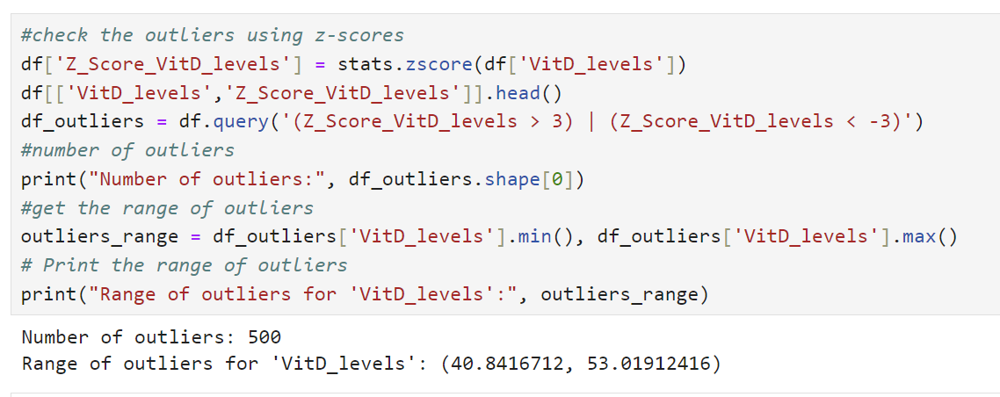 #check the outliers using z-scores
df['Z_Score_VitD_levels'] = stats.zscore(df['VitD_levels'])
df[['VitD_levels','Z_Score_VitD_levels']].head()
df_outliers = df.query('(Z_Score_VitD_levels > 3) | (Z_Score_VitD_levels < -3)')
#number of outliers
print("Number of outliers:", df_outliers.shape[0])
#get the range of outliers
outliers_range = df_outliers['VitD_levels'].min(), df_outliers['VitD_levels'].max()
# Print the range of outliers
print("Range of outliers for 'VitD_levels':", outliers_range)
Number of outliers: 500
Range of outliers for 'VitD_levels': (40.8416712, 53.01912416)